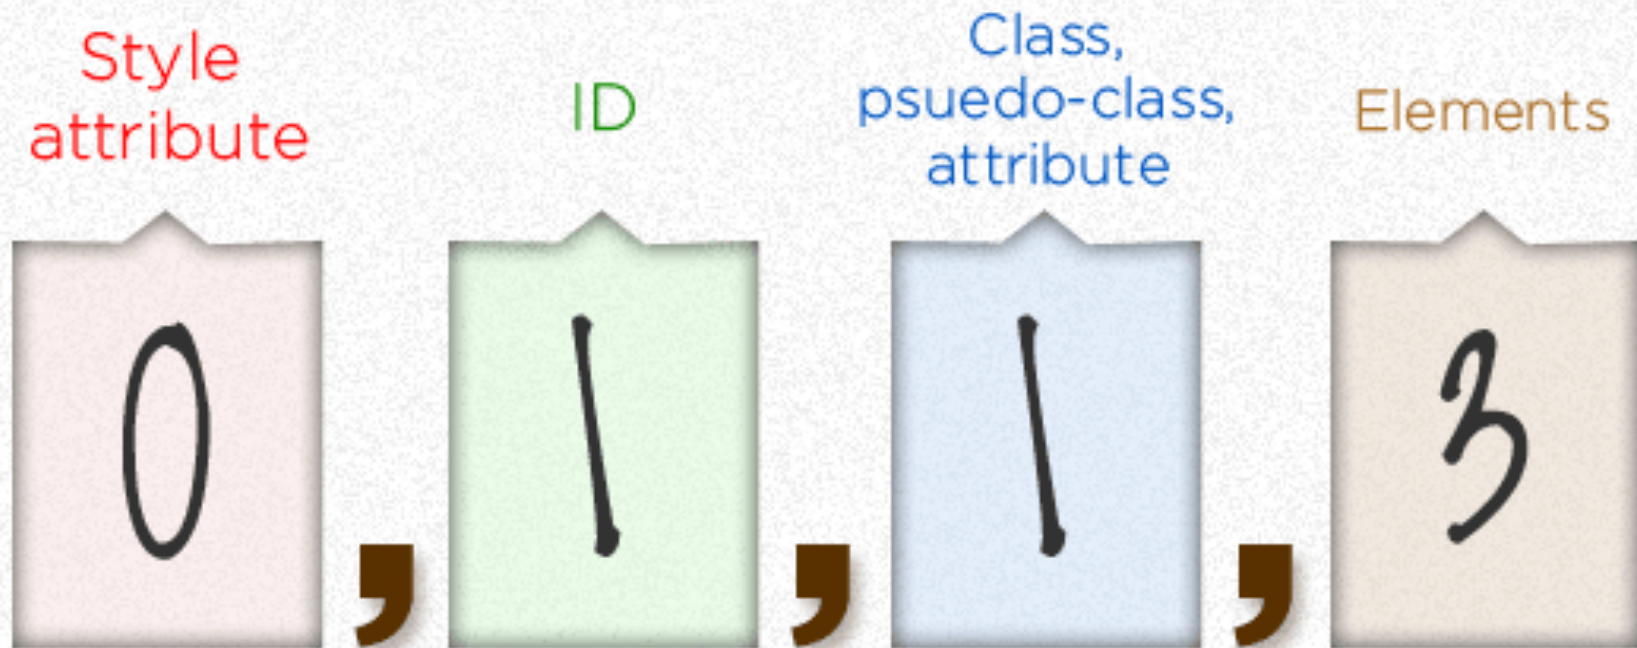 Style
attribute
ID
Class,
psuedo-class,
attribute
Elements
0 , 1 , 1 , 3